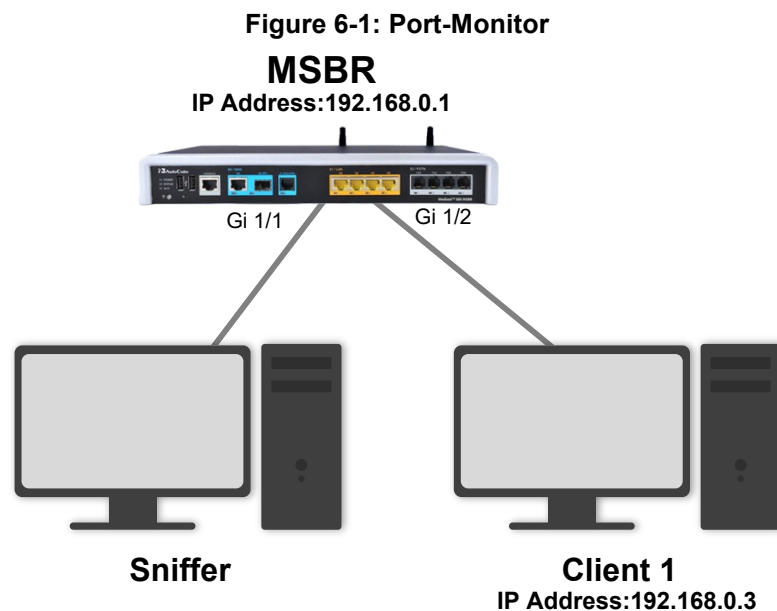 Figure 6-1: Port-Monitor
MSBR
IP Address:192.168.0.1
AudioCodes
Gi 1/1
Gi 1/2
Sniffer
Client 1
IP Address:192.168.0.3